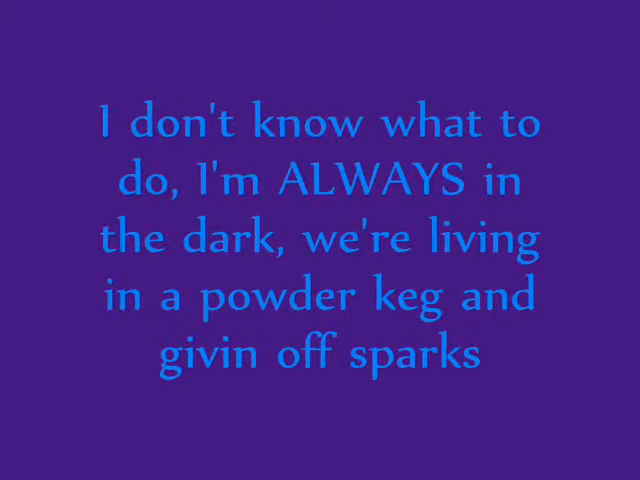 I don't know what to
do, I'm ALWAYS in
the dark, we're living
in a powder keg and
givin off sparks